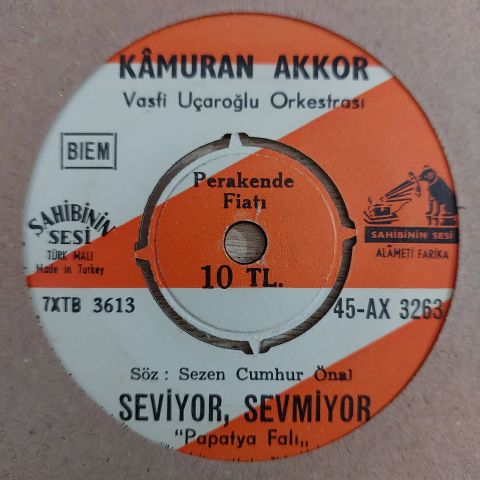 KÂMURAN AKKOR
Vasfi Uçaroğlu Orkestrası
BIEM
Perakende
Fiatı
SAHİBİNİN
SESİ
TÜRK MALI
Made in Turkey
SAHİBİNİN SESİ
ALÂMETİ FARİKA
10 TL.
7XTB 3613
45-AX 3263
Söz : Sezen Cumhur Önal
SEVİYOR, SEVMİYOR
"Papatya Falı„